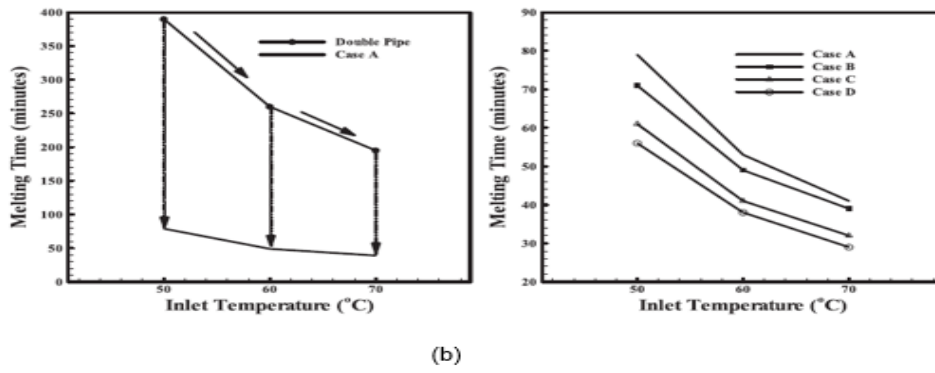 400
350
300
250
200
150
100
50
0
Melting Time (minutes)
Double Pipe
Case A
50 60 70
Inlet Temperature (°C)
90
80
70
60
50
40
30
20
Melting Time (minutes)
Case A
Case B
Case C
Case D
50 60 70
Inlet Temperature (°C)
(b)